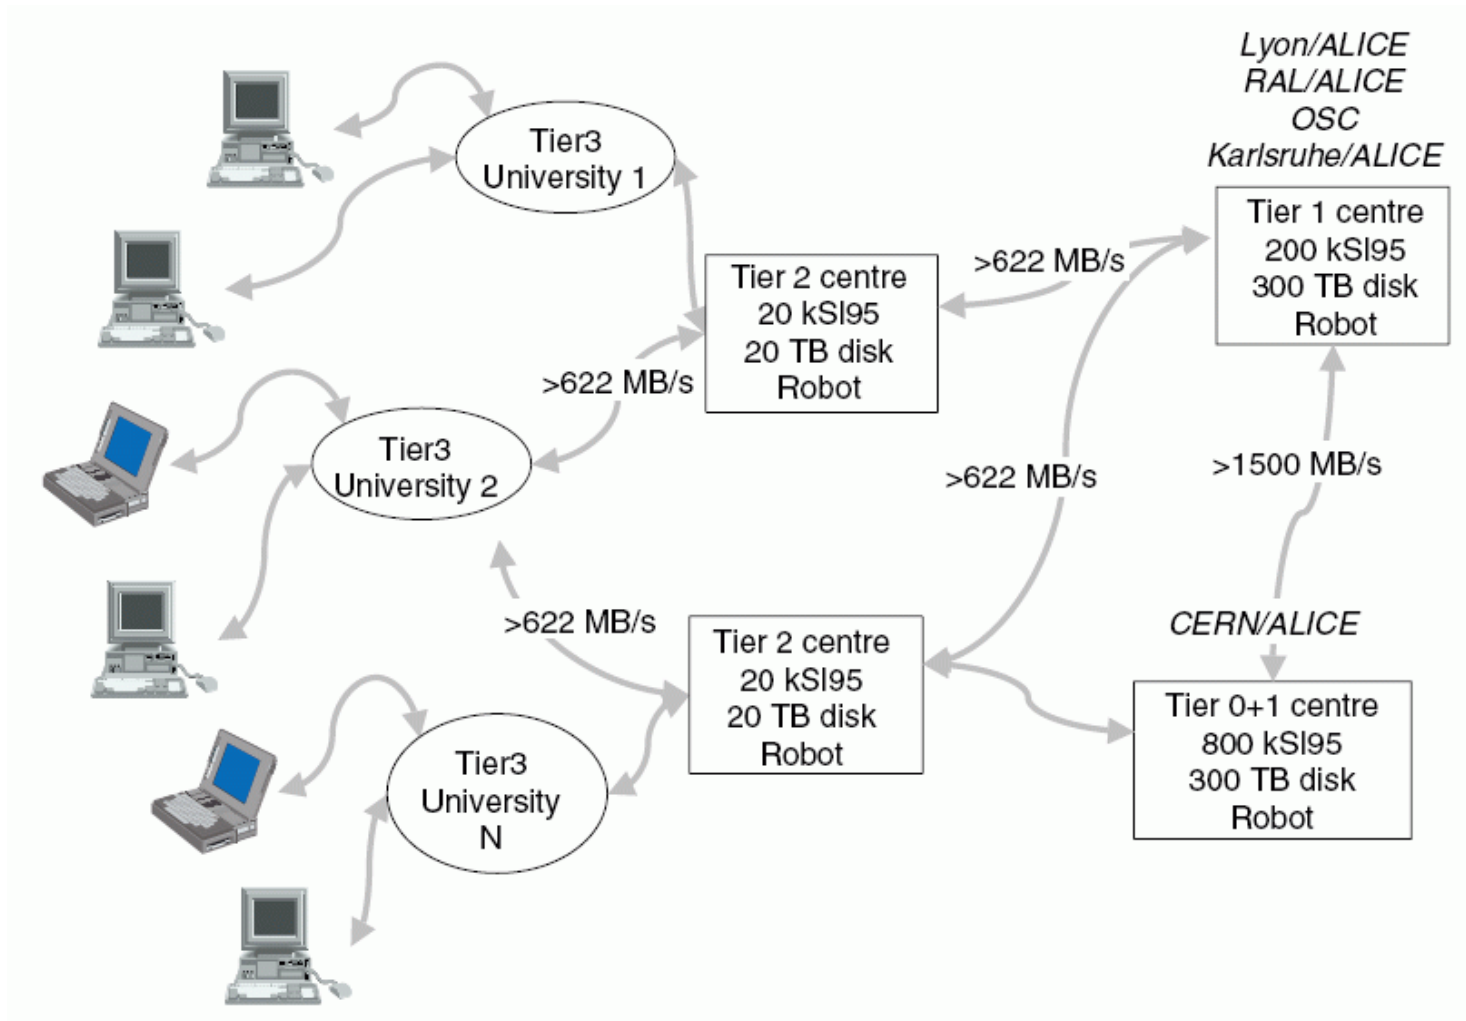 Lyon/ALICE
RAL/ALICE
OSC
Karlsruhe/ALICE
Tier3
University 1
Tier 1 centre
200 kSI95
300 TB disk
Robot
>622 MB/s
Tier 2 centre
20 kSI95
20 TB disk
Robot
>622 MB/s
Tier3
University 2
>622 MB/s
>1500 MB/s
>622 MB/s
CERN/ALICE
Tier 2 centre
20 kSI95
20 TB disk
Robot
Tier 0+1 centre
800 kSI95
300 TB disk
Robot
Tier3
University
N